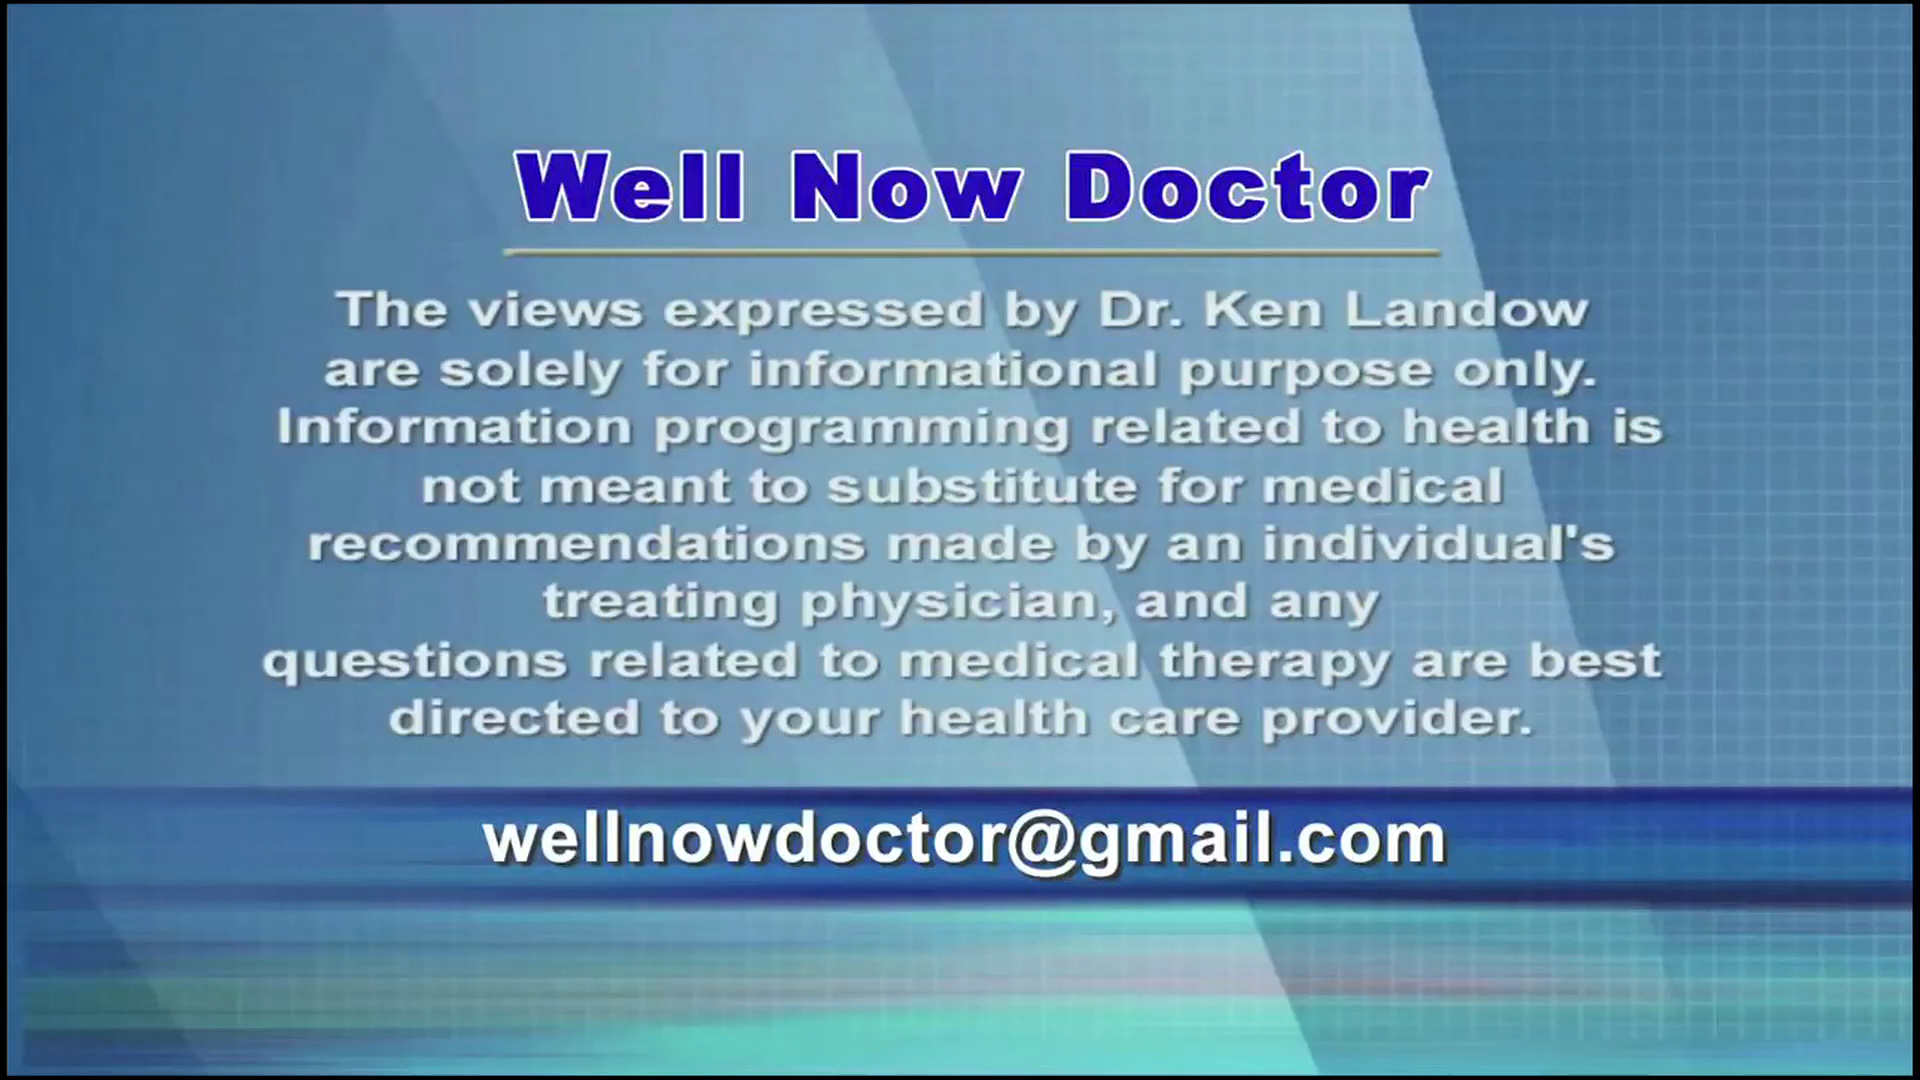 Well Now Doctor
The views expressed by Dr. Ken Landow
are solely for informational purpose only.
Information programming related to health is
not meant to substitute for medical
recommendations made by an individual's
treating physician, and any
questions related to medical therapy are best
directed to your health care provider.
wellnowdoctor@gmail.com